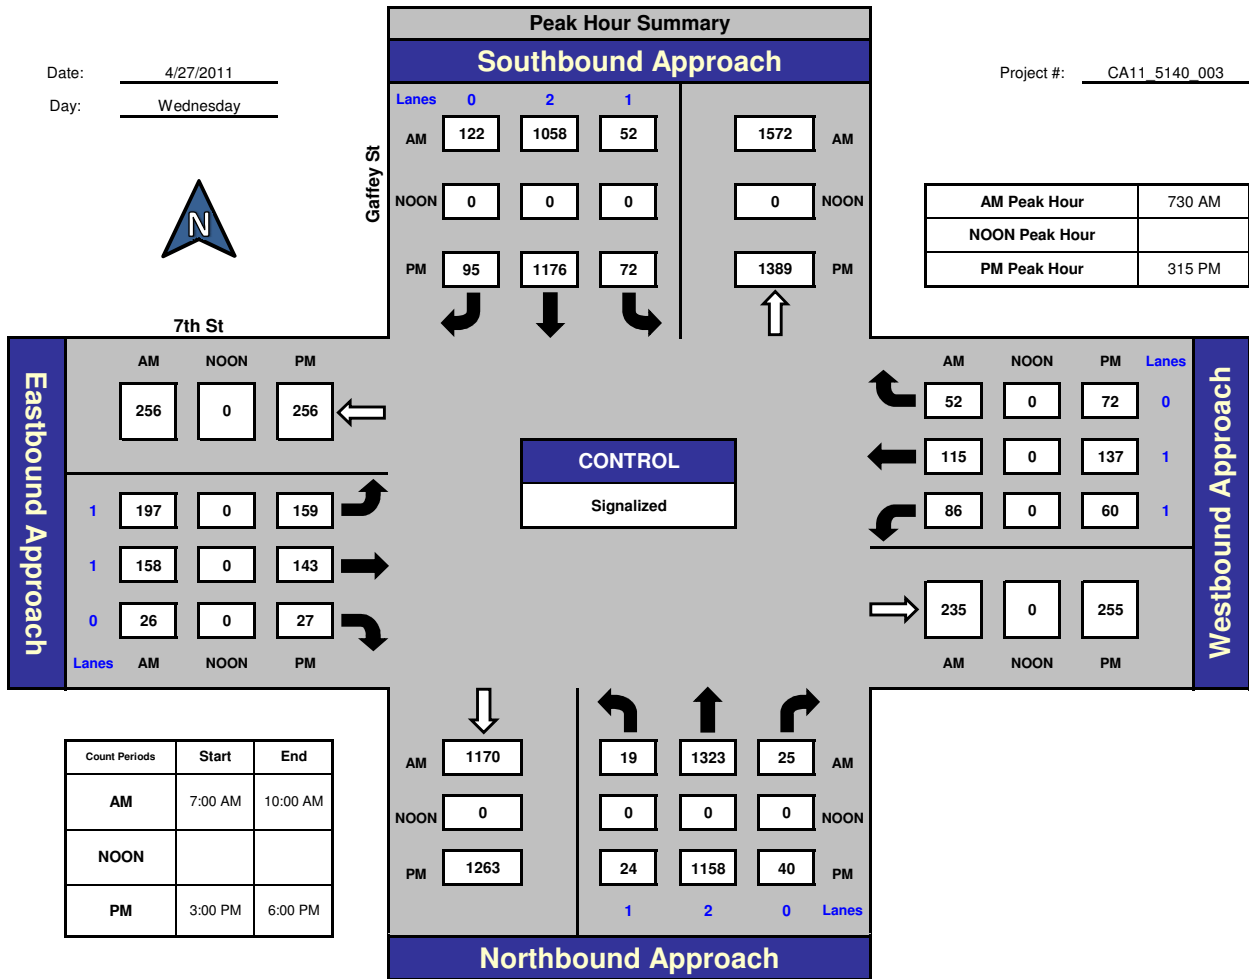 Peak Hour Summary
Southbound Approach
Date: 4/27/2011
Day: Wednesday
Project #: CA11_5140_003
N
Gaffey St
Lanes 0 2 1
AM 122 1058 52 1572 AM
NOON 0 0 0 0 NOON
PM 95 1176 72 1389 PM
AM Peak Hour 730 AM
NOON Peak Hour
PM Peak Hour 315 PM
7th St
Eastbound Approach
AM NOON PM
256 0 256
1 197 0 159
1 158 0 143
0 26 0 27
Lanes AM NOON PM
CONTROL
Signalized
AM NOON PM Lanes
52 0 72 0
115 0 137 1
86 0 60 1
235 0 255
AM NOON PM
Westbound Approach
Count Periods Start End
AM 7:00 AM 10:00 AM
NOON
PM 3:00 PM 6:00 PM
AM 1170 19 1323 25 AM
NOON 0 0 0 0 NOON
PM 1263 24 1158 40 PM
1 2 0 Lanes
Northbound Approach